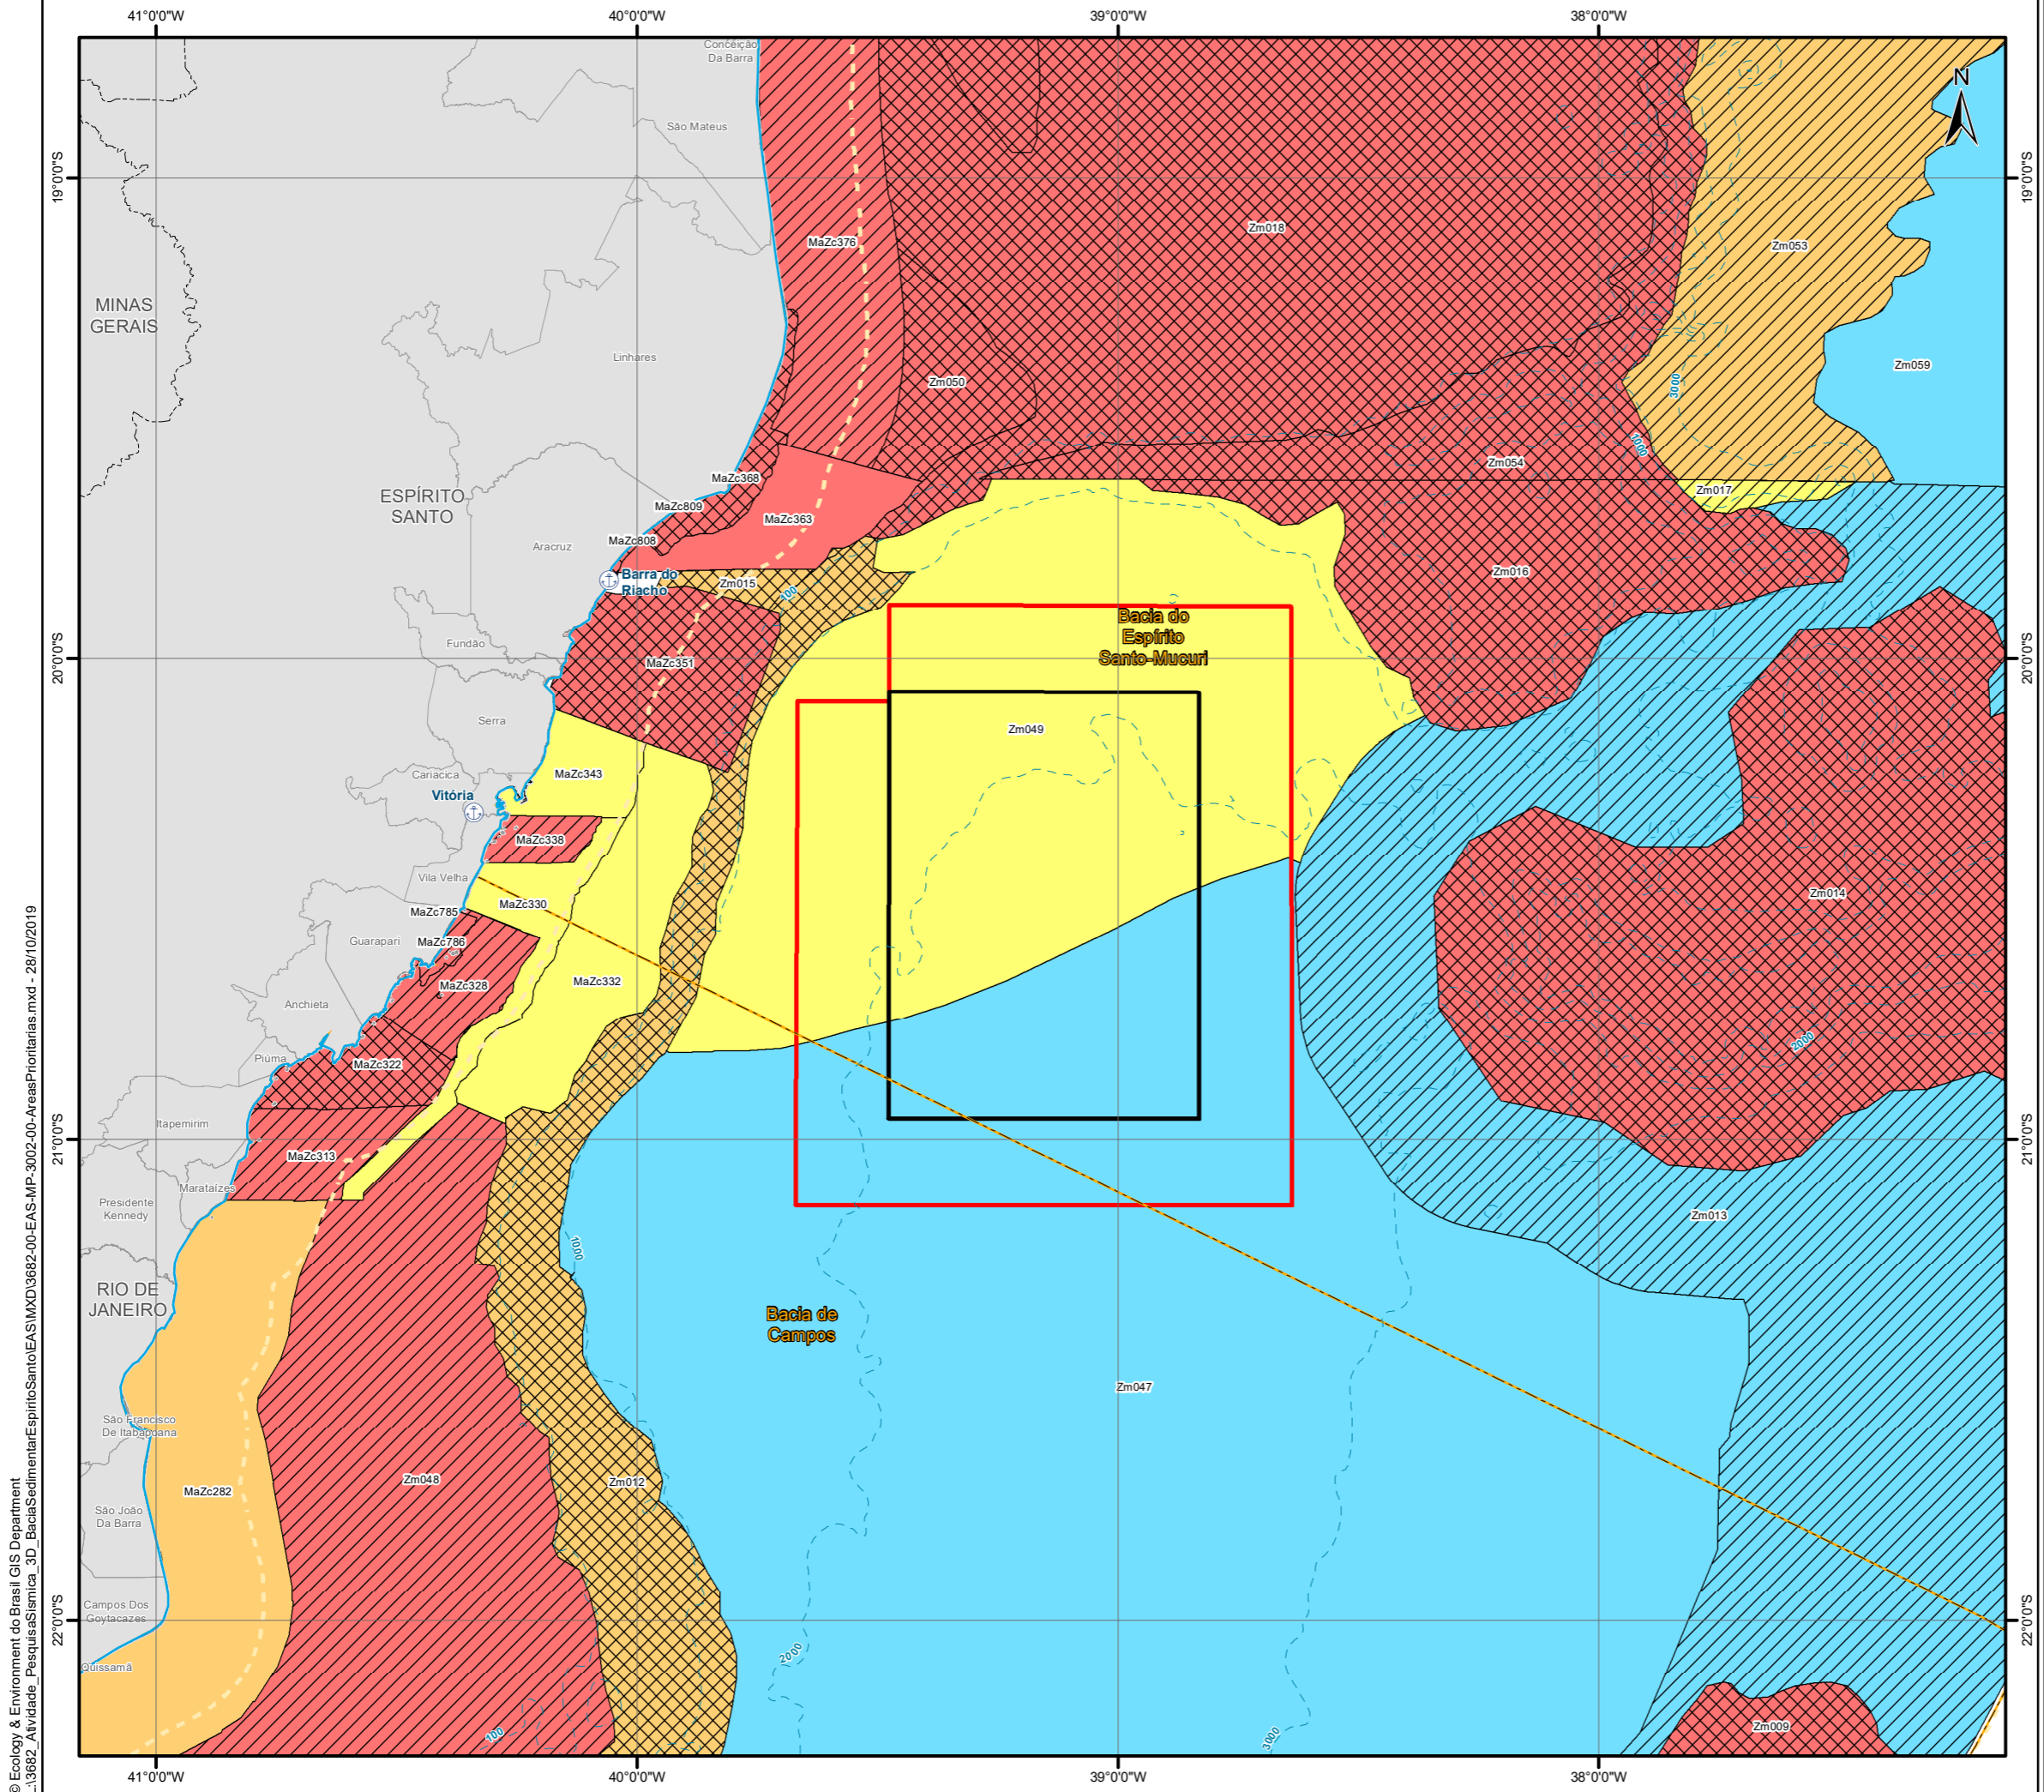 41°0'0"W
40°0'0"W
39°0'0"W
38°0'0"W
Conceição
Da Barra
N
São Mateus
19°0'0"S
19°0'0"S
Zm018
MaZc376
Zm053
MINAS
GERAIS
Linhares
Zm059
Zm050
3000
1000
Zm054
MaZc368
Zm017
ESPÍRITO
SANTO
MaZc809
MaZc363
MaZc808
Aracruz
Zm016
Barra do
Riacho
Zm015
100
Bacia do
Espírito
Santo-Mucuri
Fundão
20°0'0"S
20°0'0"S
MaZc351
Serra
Zm049
Cariacica
MaZc343
Vitória
MaZc338
Vila Velha
Zm014
MaZc330
MaZc785
Guarapari
MaZc786
MaZc332
MaZc328
Anchieta
2000
Piúma
MaZc322
Itapemirim
21°0'0"S
21°0'0"S
MaZc313
Marataízes
Presidente
Kennedy
Zm013
1000
RIO DE
JANEIRO
Bacia de
Campos
Zm047
São Francisco
De Itabapoana
Zm048
Zm012
MaZc282
São João
Da Barra
Campos Dos
Goytacazes
22°0'0"S
22°0'0"S
2000
Quissamã
Zm009
100
3000
41°0'0"W
40°0'0"W
39°0'0"W
38°0'0"W
© Ecology & Environment do Brasil GIS Department
L:\3682_Atividade_PesquisaSismica_3D_BaciaSedimentarEspiritoSanto\EAS\MXD\3682-00-EAS-MP-3002-00-AreasPrioritarias.mxd - 28/10/2019